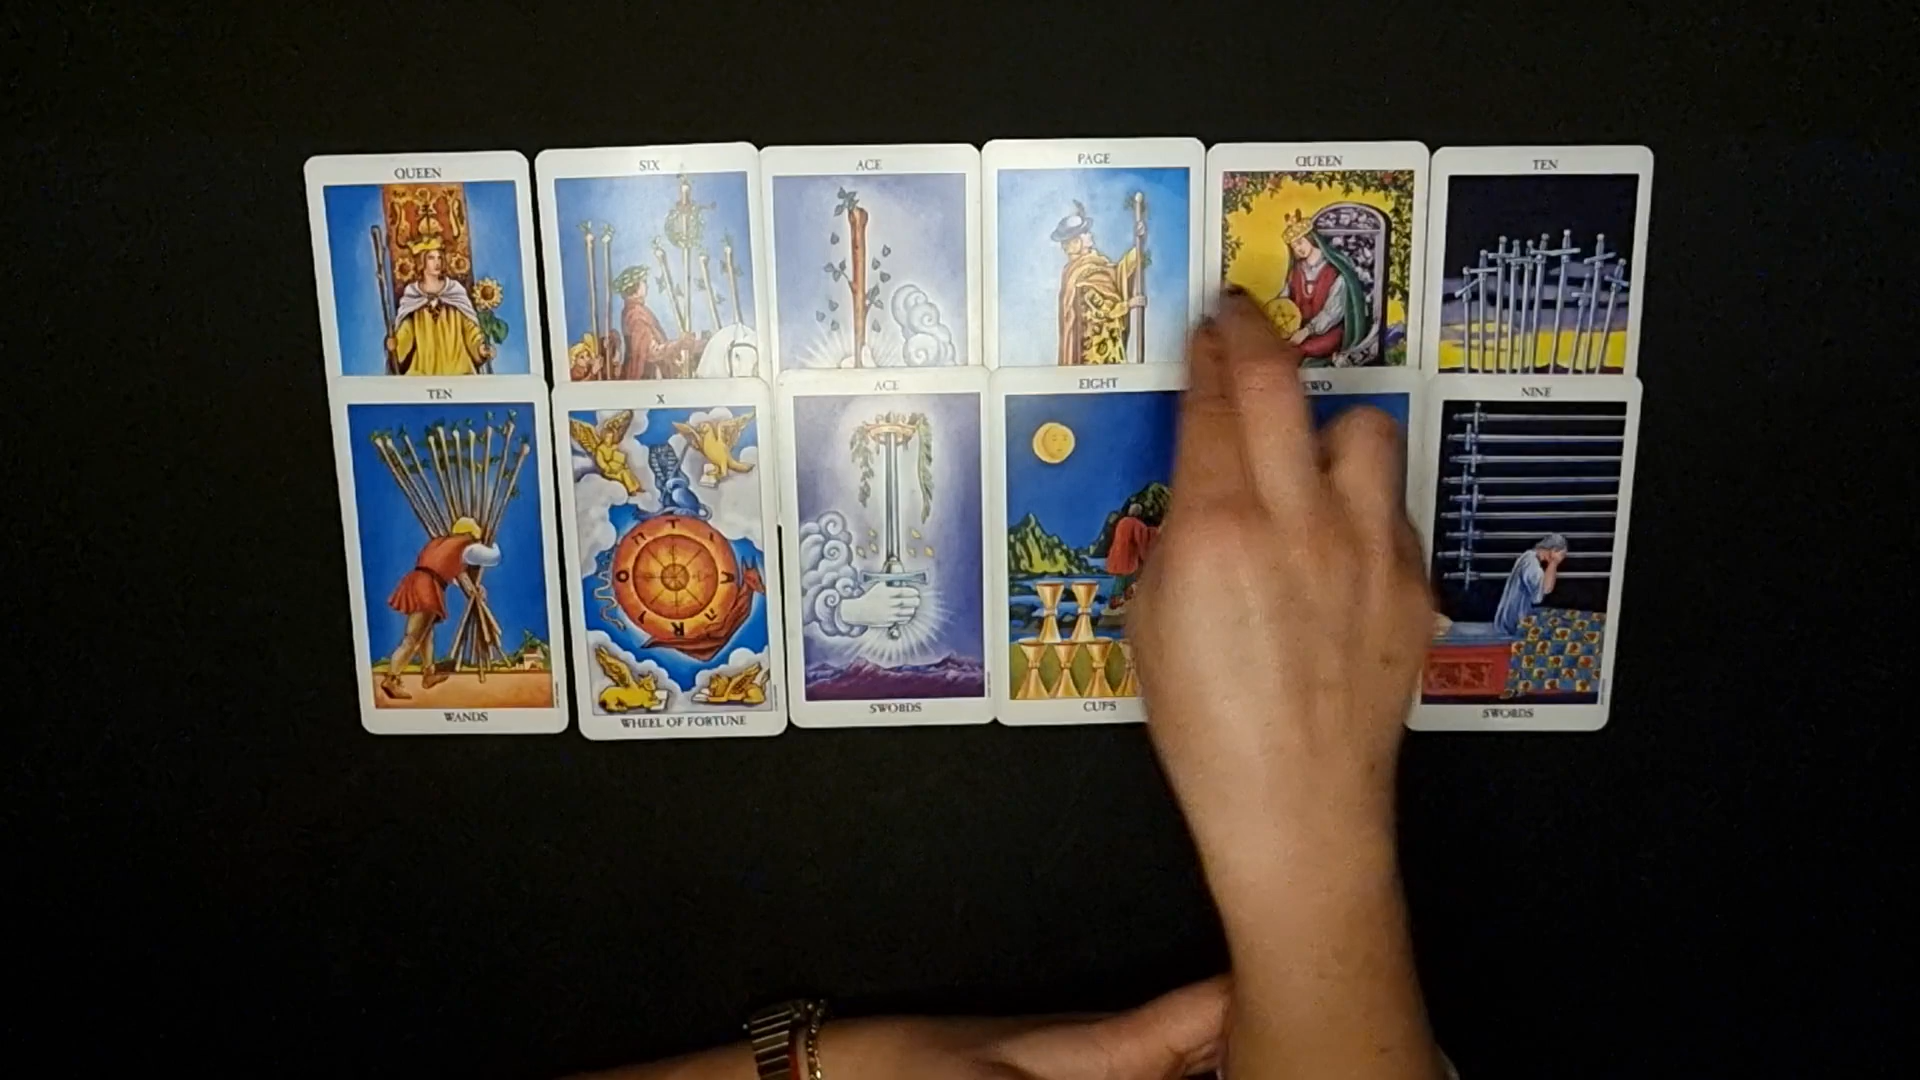 QUEEN
SIX
ACE
PAGE
QUEEN
TEN
TEN
X
ACE
EIGHT
NINE
WANDS
WHEEL OF FORTUNE
SWORDS
CUPS
SWORDS